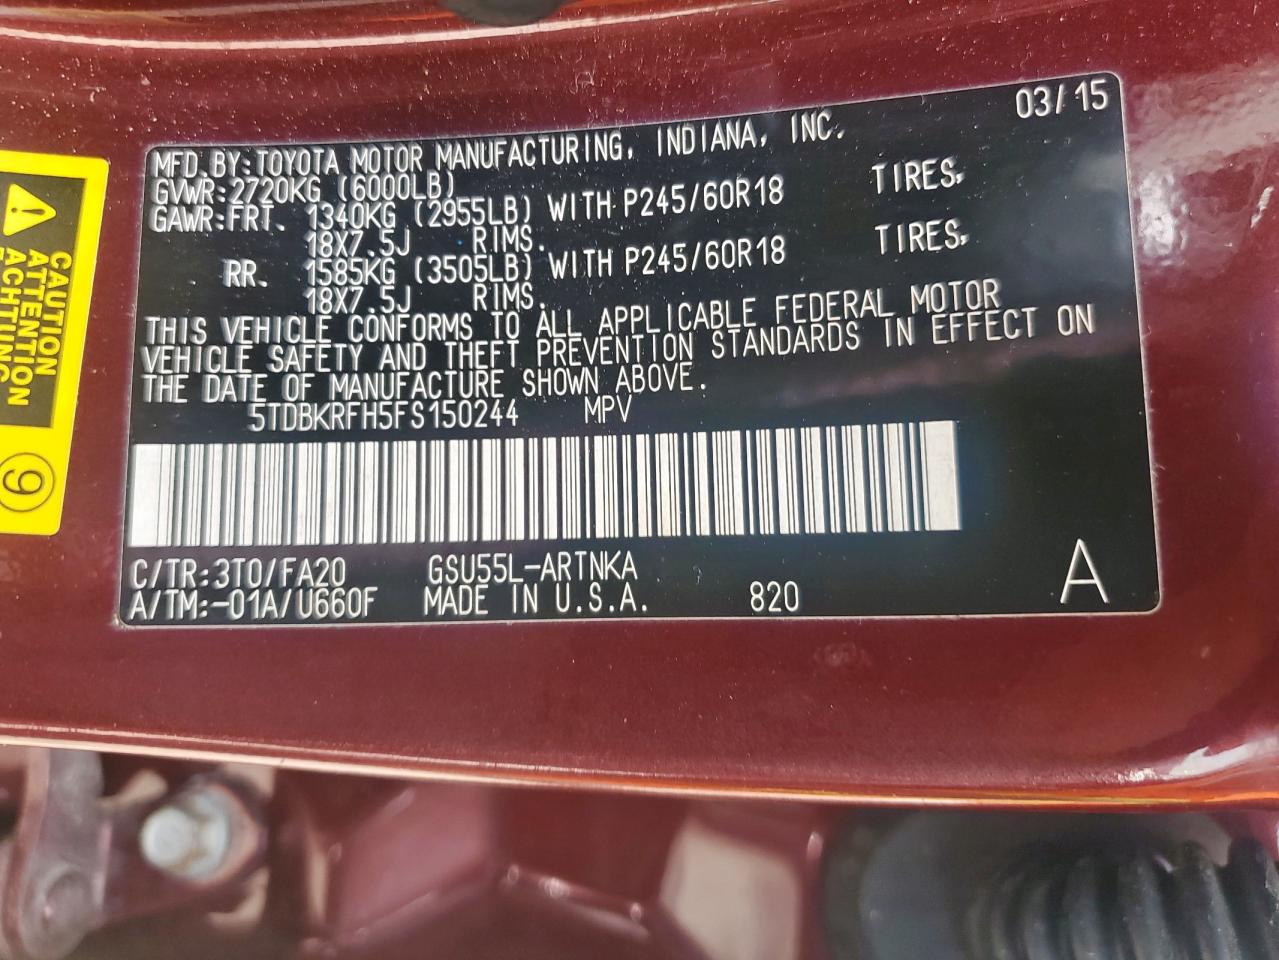 03/15
MFD.BY:TOYOTA MOTOR MANUFACTURING, INDIANA, INC.
GVWR:2720KG (6000LB)
GAWR:FRT. 1340KG (2955LB) WITH P245/60R18 TIRES,
18X7.5J RIMS.
RR. 1585KG (3505LB) WITH P245/60R18 TIRES,
18X7.5J RIMS.
THIS VEHICLE CONFORMS TO ALL APPLICABLE FEDERAL MOTOR
VEHICLE SAFETY AND THEFT PREVENTION STANDARDS IN EFFECT ON
THE DATE OF MANUFACTURE SHOWN ABOVE.
5TDBKRFH5FS150244 MPV
C/TR:3T0/FA20 GSU55L-ARTNKA
A/TM:-01A/U660F MADE IN U.S.A. 820 A
CAUTION
ATTENTION
ACHTUNG
9